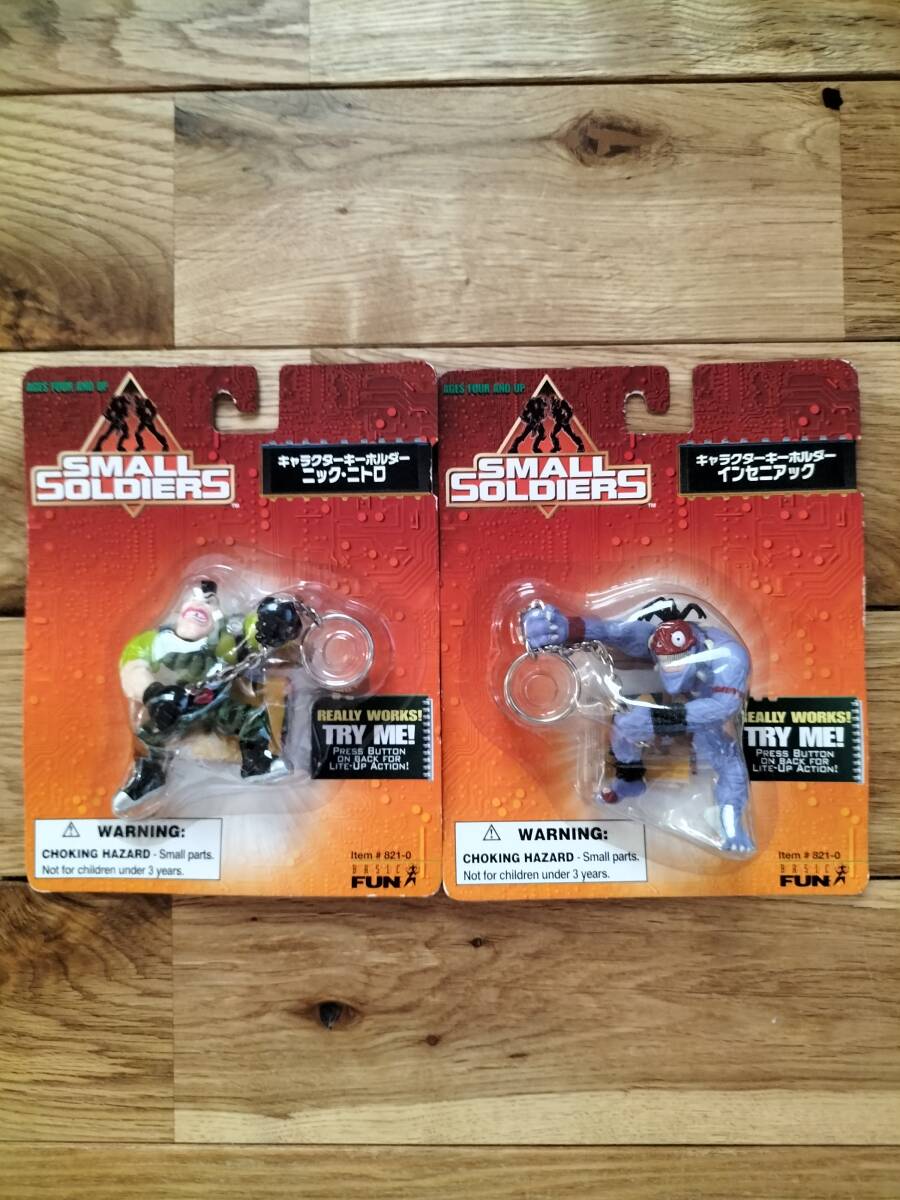 AGES FOUR AND UP
SMALL
SOLDIERS
™
キャラクターキーホルダー
ニック・ニトロ
REALLY WORKS!
TRY ME!
PRESS BUTTON
ON BACK FOR
LITE-UP ACTION!
⚠ WARNING:
CHOKING HAZARD - Small parts.
Not for children under 3 years.
Item # 821-0
BASIC
FUN
AGES FOUR AND UP
SMALL
SOLDIERS
™
キャラクターキーホルダー
インセニアック
REALLY WORKS!
TRY ME!
PRESS BUTTON
ON BACK FOR
LITE-UP ACTION!
⚠ WARNING:
CHOKING HAZARD - Small parts.
Not for children under 3 years.
Item # 821-0
BASIC
FUN